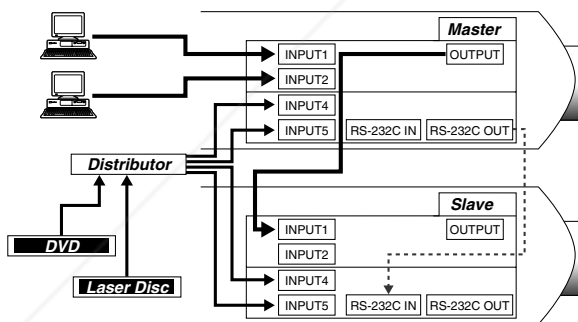 Master
INPUT1 OUTPUT
INPUT2
INPUT4
INPUT5 RS-232C IN RS-232C OUT
Distributor
Slave
INPUT1 OUTPUT
INPUT2
DVD
INPUT4
Laser Disc
INPUT5 RS-232C IN RS-232C OUT